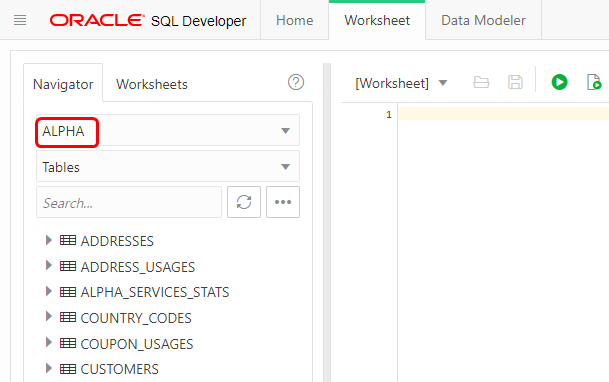 ORACLE SQL Developer Home Worksheet Data Modeler
Navigator Worksheets
[Worksheet]
ALPHA
1
Tables
Search...
ADDRESSES
ADDRESS_USAGES
ALPHA_SERVICES_STATS
COUNTRY_CODES
COUPON_USAGES
CUSTOMERS